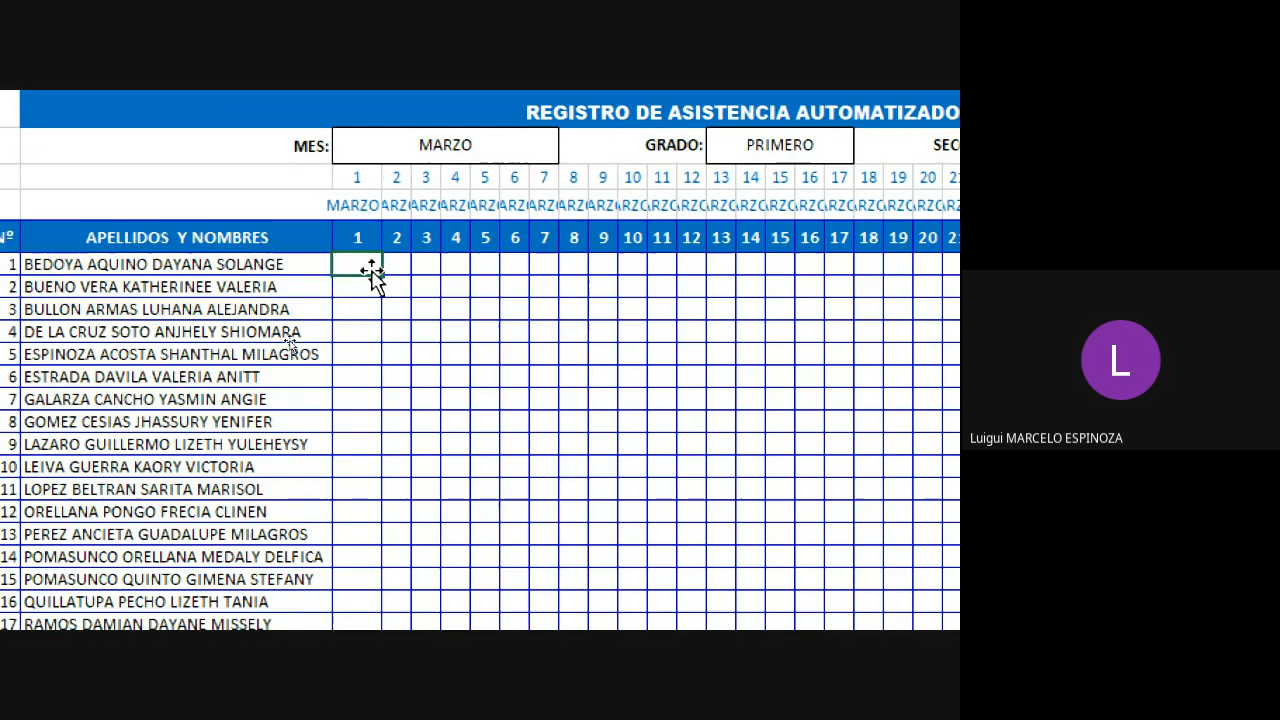 REGISTRO DE ASISTENCIA AUTOMATIZADO
MES: MARZO GRADO: PRIMERO SEC
1 2 3 4 5 6 7 8 9 10 11 12 13 14 15 16 17 18 19 20 21
MARZO
Nº APELLIDOS Y NOMBRES 1 2 3 4 5 6 7 8 9 10 11 12 13 14 15 16 17 18 19 20 21
1 BEDOYA AQUINO DAYANA SOLANGE
2 BUENO VERA KATHERINEE VALERIA
3 BULLON ARMAS LUHANA ALEJANDRA
4 DE LA CRUZ SOTO ANJHELY SHIOMARA
5 ESPINOZA ACOSTA SHANTHAL MILAGROS
6 ESTRADA DAVILA VALERIA ANITT
7 GALARZA CANCHO YASMIN ANGIE
8 GOMEZ CESIAS JHASSURY YENIFER
9 LAZARO GUILLERMO LIZETH YULEHEYSY
10 LEIVA GUERRA KAORY VICTORIA
11 LOPEZ BELTRAN SARITA MARISOL
12 ORELLANA PONGO FRECIA CLINEN
13 PEREZ ANCIETA GUADALUPE MILAGROS
14 POMASUNCO ORELLANA MEDALY DELFICA
15 POMASUNCO QUINTO GIMENA STEFANY
16 QUILLATUPA PECHO LIZETH TANIA
17 RAMOS DAMIAN DAYANE MISSELY
L
Luigui MARCELO ESPINOZA